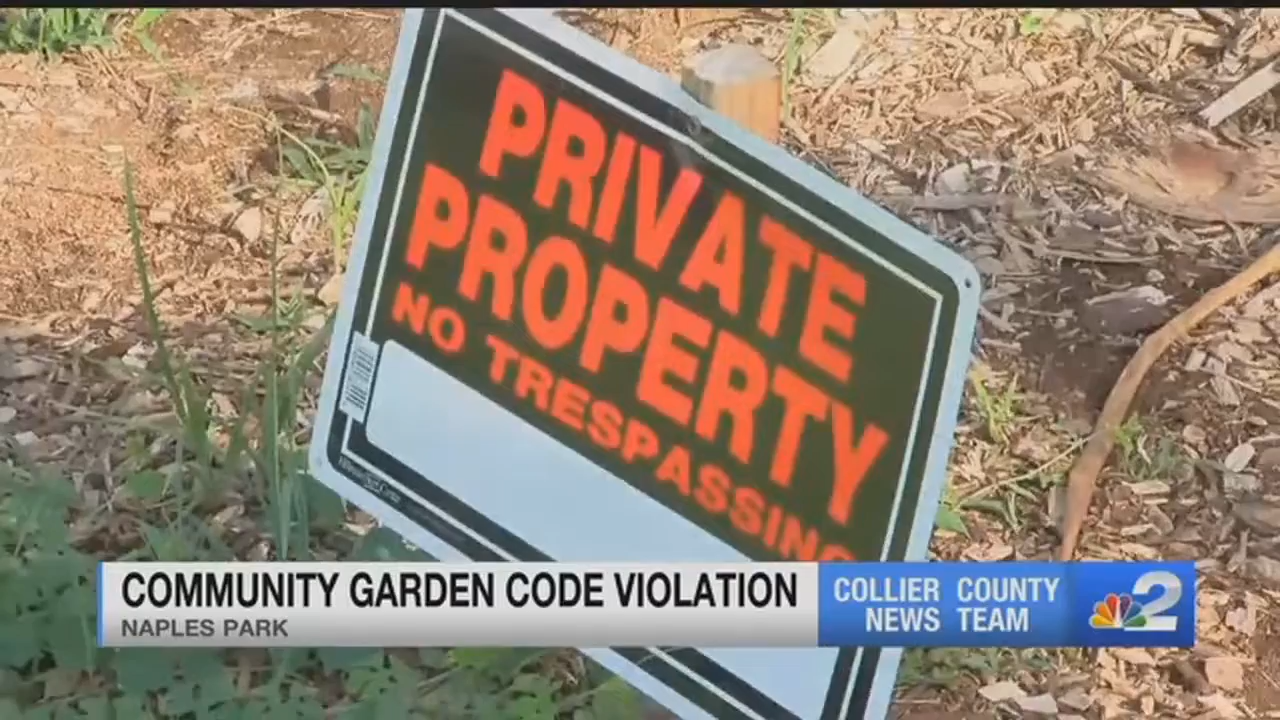 PRIVATE
PROPERTY
NO TRESPASSING
COMMUNITY GARDEN CODE VIOLATION
NAPLES PARK
COLLIER COUNTY
NEWS TEAM
2